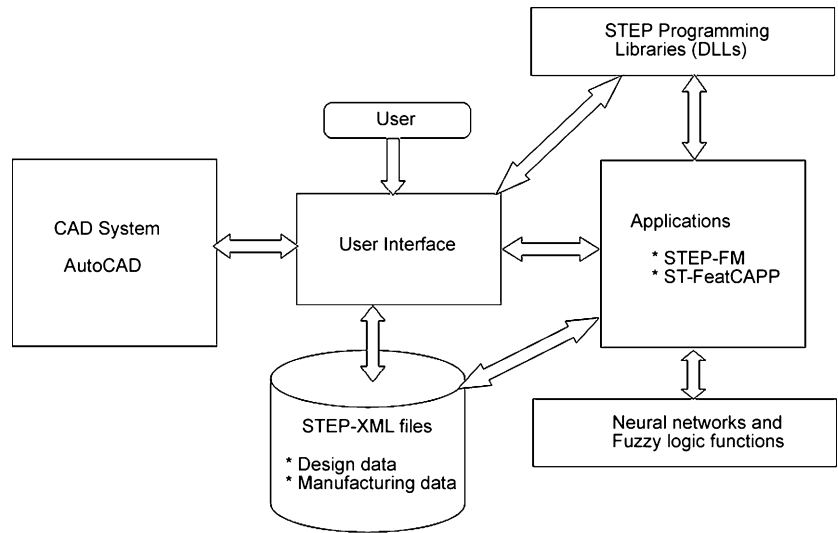 STEP Programming
Libraries (DLLs)
User
CAD System
AutoCAD
User Interface
Applications
* STEP-FM
* ST-FeatCAPP
STEP-XML files
* Design data
* Manufacturing data
Neural networks and
Fuzzy logic functions